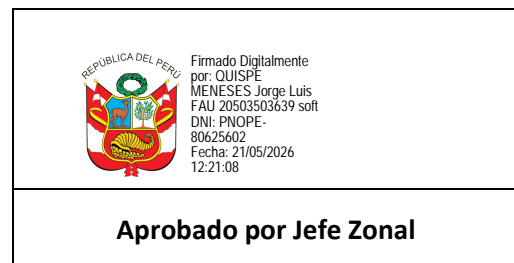 REPÚBLICA DEL PERÚ
Firmado Digitalmente
por: QUISPE
MENESES Jorge Luis
FAU 20503503639 soft
DNI: PNOPE-
80625602
Fecha: 21/05/2026
12:21:08
Aprobado por Jefe Zonal